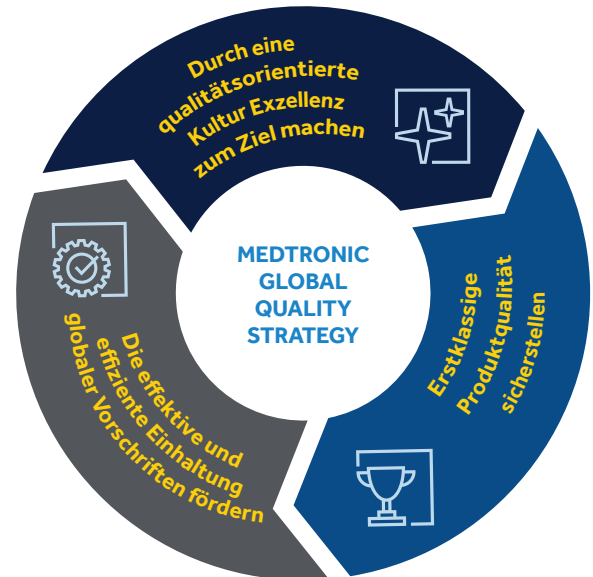 Durch eine
qualitätsorientierte
Kultur Exzellenz
zum Ziel machen
MEDTRONIC
GLOBAL
QUALITY
STRATEGY
Erstklassige
Produktqualität
sicherstellen
Die effektive und
effiziente Einhaltung
globaler Vorschriften fördern